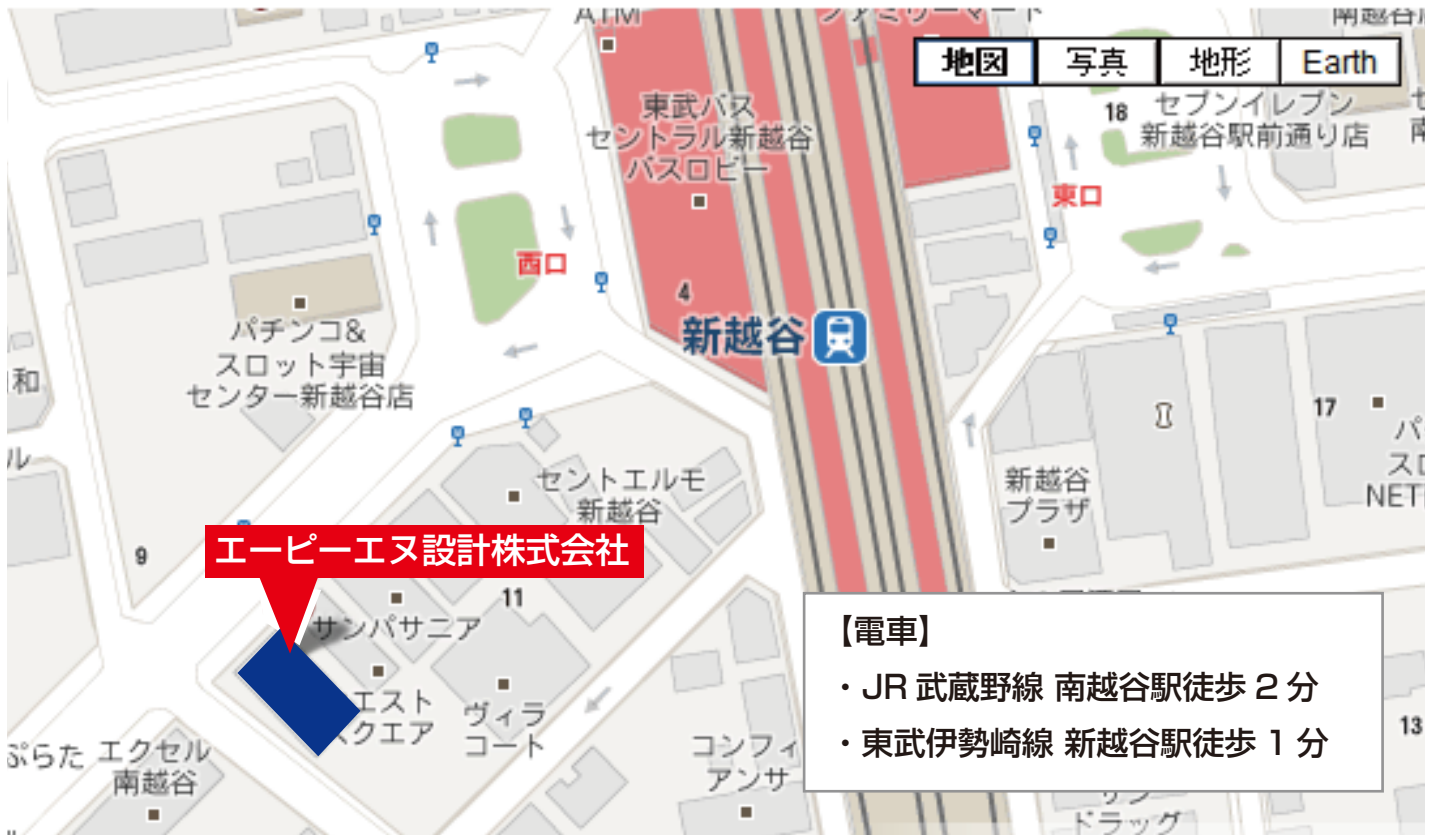 ATM
ファミリーマート
南越谷
地図 写真 地形 Earth
東武バス
セントラル新越谷
バスロビー
18
セブンイレブン
新越谷駅前通り店
東口
西口
4
新越谷
パチンコ&
スロット宇宙
センター新越谷店
和
ル
17
パ
スロ
NET
新越谷
プラザ
セントエルモ
新越谷
9
エーピーエヌ設計株式会社
11
サンパサニア
エスト
スクエア
ヴィラ
コート
ぷらた
エクセル
南越谷
コンフィ
アンサ
【電車】
・JR 武蔵野線 南越谷駅徒歩 2 分
・東武伊勢崎線 新越谷駅徒歩 1 分
13
サン
ドラッグ